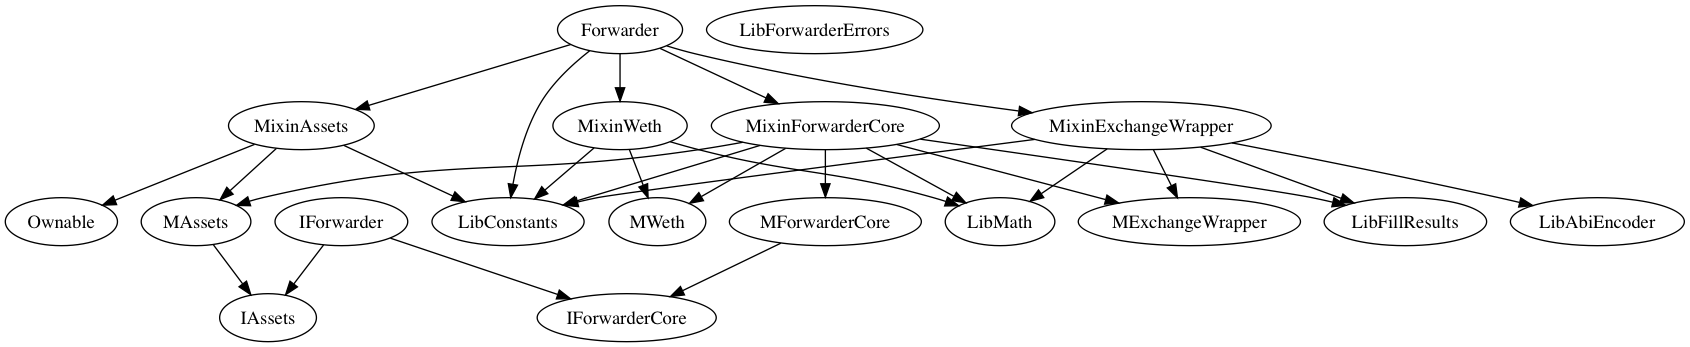 Forwarder
LibForwarderErrors
MixinAssets
MixinWeth
MixinForwarderCore
MixinExchangeWrapper
Ownable
MAssets
IForwarder
LibConstants
MWeth
MForwarderCore
LibMath
MExchangeWrapper
LibFillResults
LibAbiEncoder
IAssets
IForwarderCore